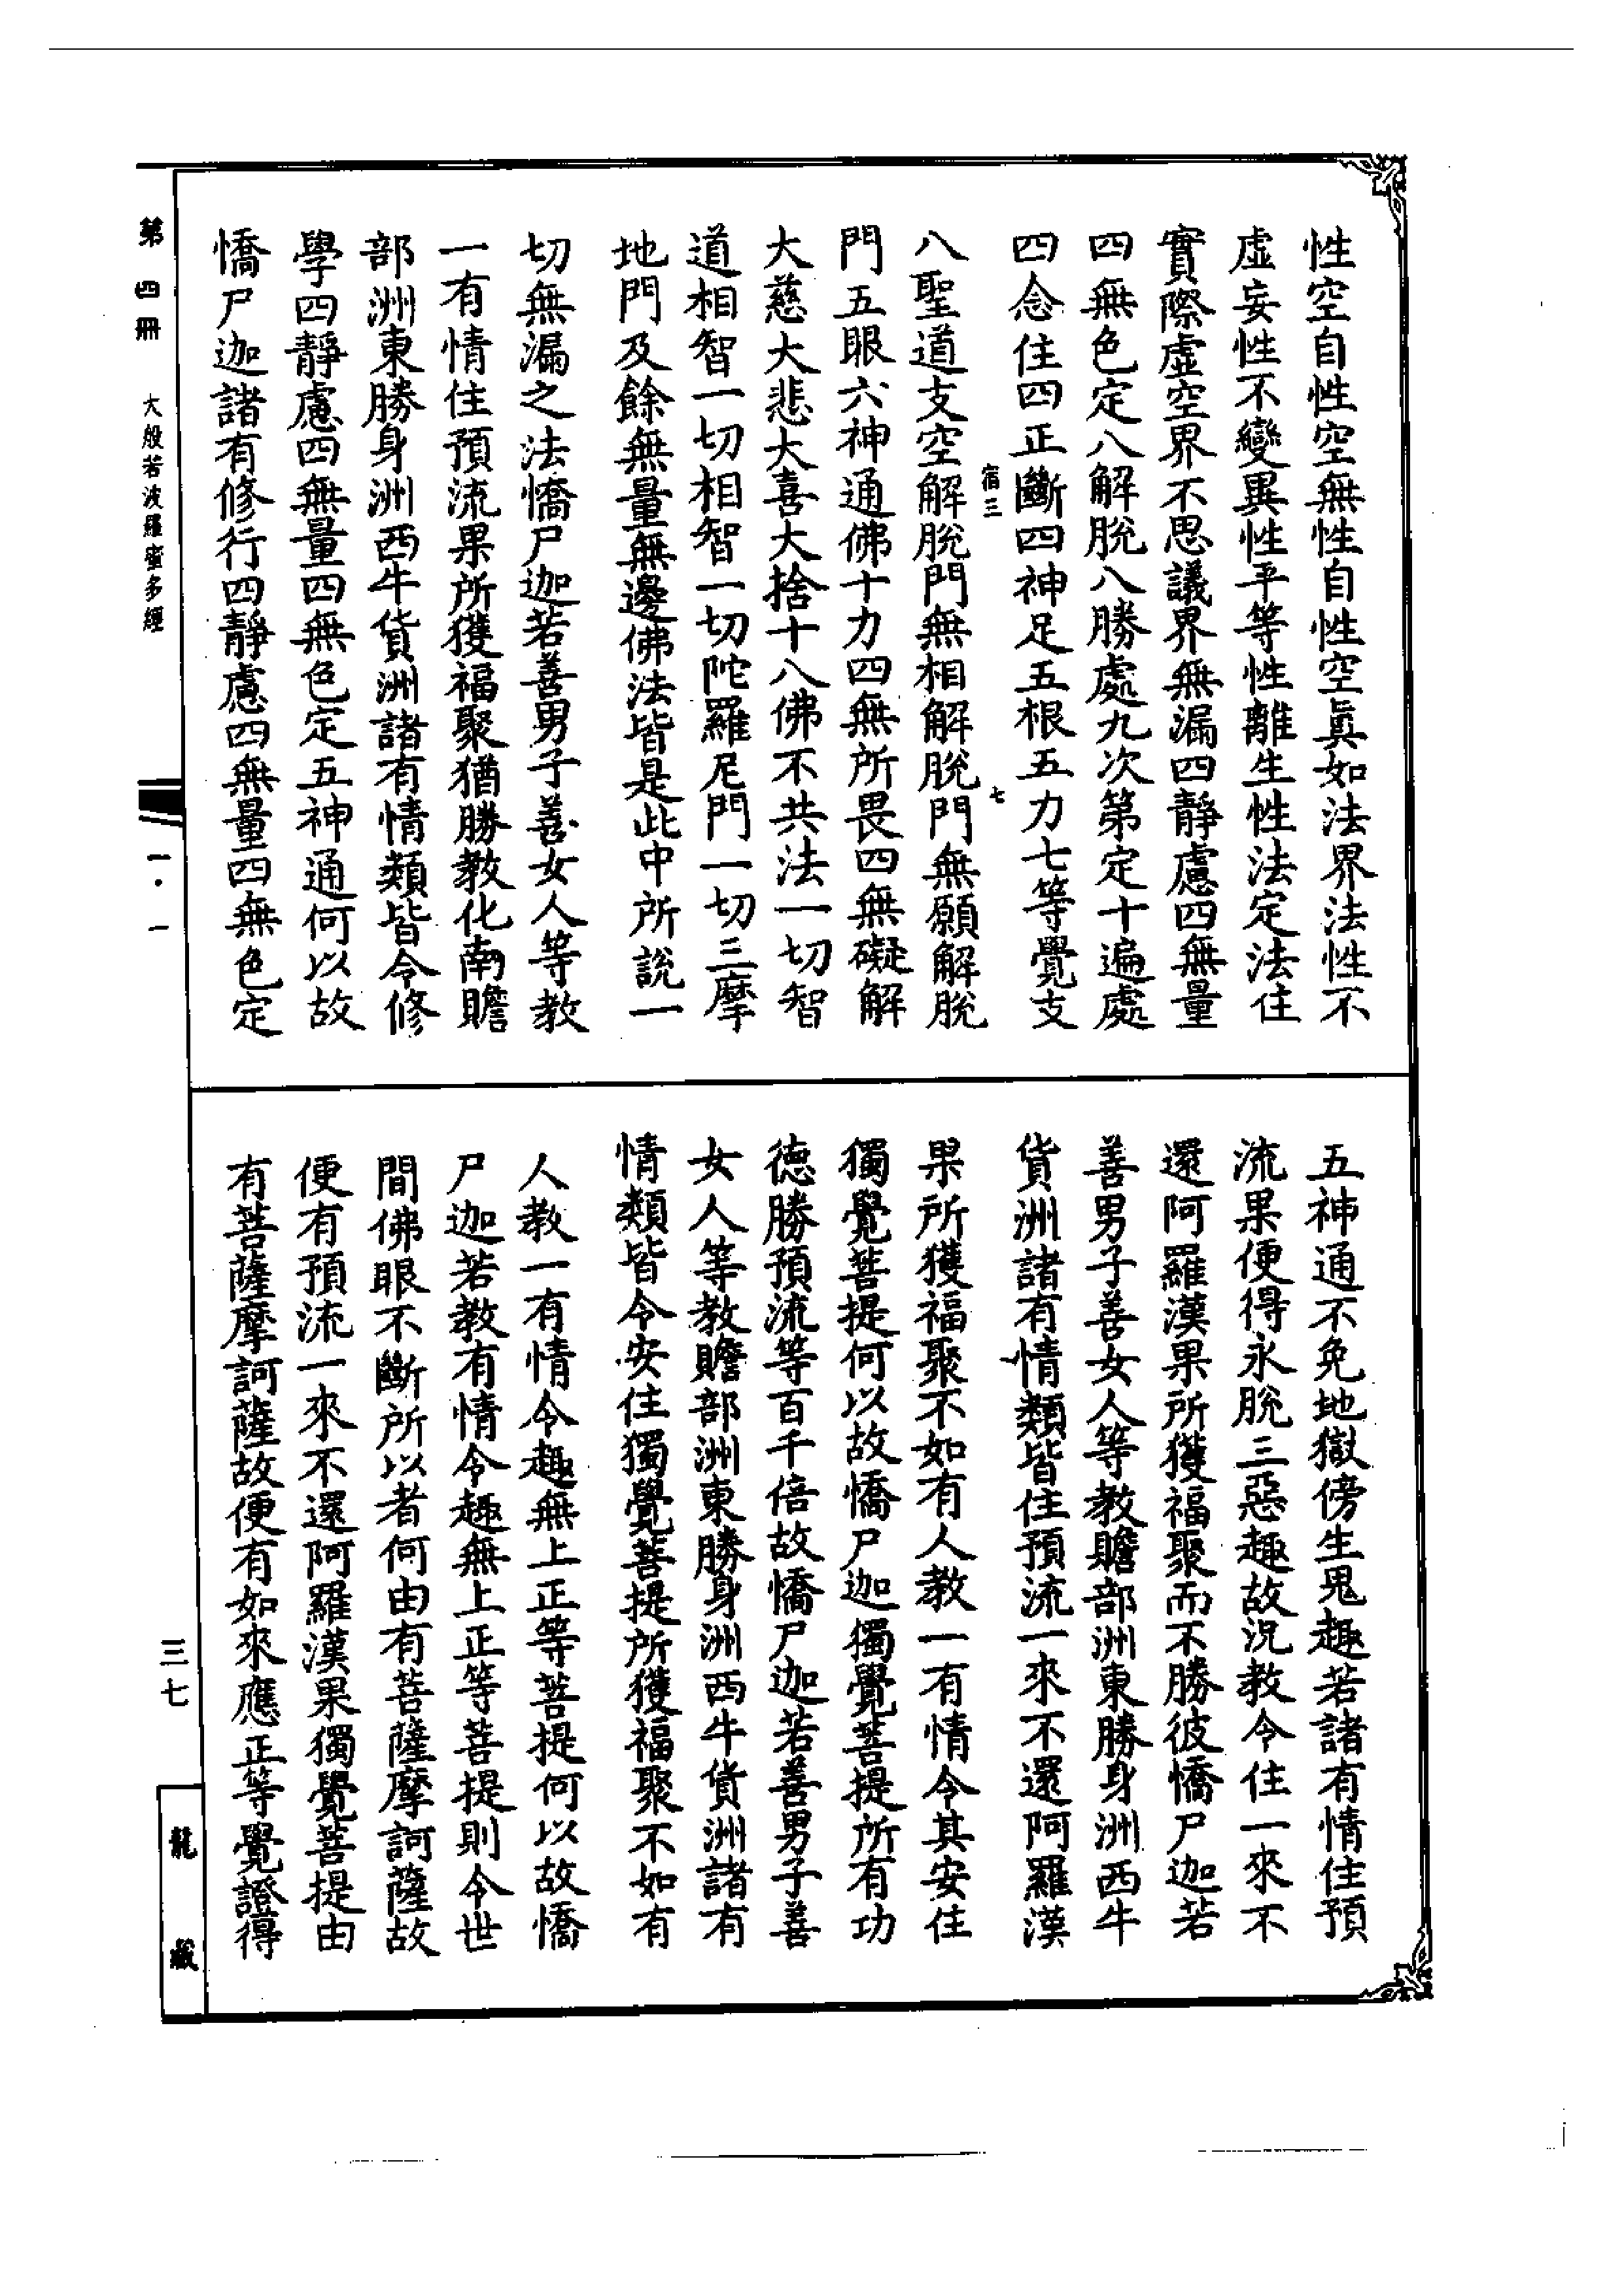 性空自性空無性自性空眞如法界法性不
虛妄性不變異性平等性離生性法定法住
實際虛空界不思議界無漏四靜慮四無量
四無色定八解脫八勝處九次第定十遍處
四念住四正斷四神足五根五力七等覺支
宿三
七
八聖道支空解脫門無相解脫門無願解脫
門五眼六神通佛十力四無所畏四無礙解
大慈大悲大喜大捨十八佛不共法一切智
道相智一切相智一切陀羅尼門一切三摩
地門及餘無量無邊佛法皆是此中所說一
切無漏之法憍尸迦若善男子善女人等教
一有情住預流果所獲福聚猶勝教化南贍
部洲東勝身洲西牛貨洲諸有情類皆令修
學四靜慮四無量四無色定五神通何以故
憍尸迦諸有修行四靜慮四無量四無色定
五神通不免地獄傍生鬼趣若諸有情住預
流果便得永脫三惡趣故況教令住一來不
還阿羅漢果所獲福聚而不勝彼憍尸迦若
善男子善女人等教贍部洲東勝身洲西牛
貨洲諸有情類皆住預流一來不還阿羅漢
果所獲福聚不如有人教一有情令其安住
獨覺菩提何以故憍尸迦獨覺菩提所有功
德勝預流等百千倍故憍尸迦若善男子善
女人等教贍部洲東勝身洲西牛貨洲諸有
情類皆令安住獨覺菩提所獲福聚不如有
人教一有情令趣無上正等菩提何以故憍
尸迦若教有情令趣無上正等菩提則令世
間佛眼不斷所以者何由有菩薩摩訶薩故
便有預流一來不還阿羅漢果獨覺菩提由
有菩薩摩訶薩故便有如來應正等覺證得
第四冊 大般若波羅蜜多經
一·一
三七
龍藏